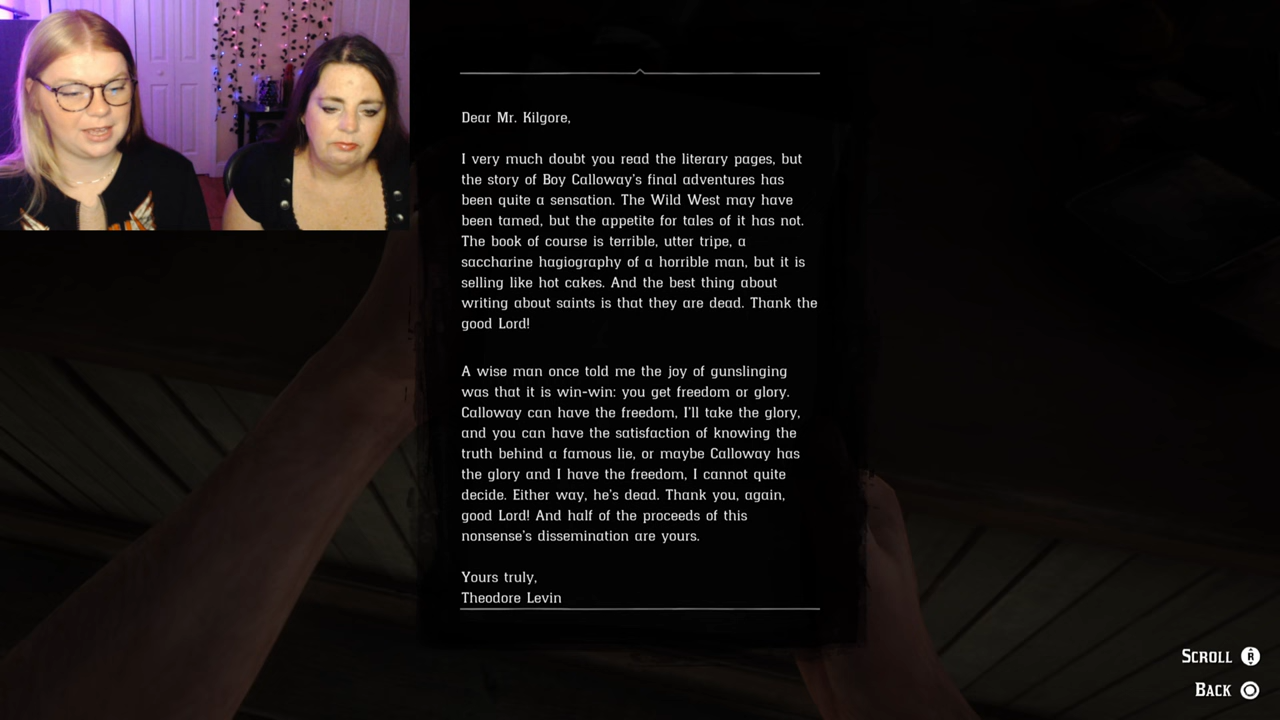 Dear Mr. Kilgore,
I very much doubt you read the literary pages, but
the story of Boy Calloway's final adventures has
been quite a sensation. The Wild West may have
been tamed, but the appetite for tales of it has not.
The book of course is terrible, utter tripe, a
saccharine hagiography of a horrible man, but it is
selling like hot cakes. And the best thing about
writing about saints is that they are dead. Thank the
good Lord!
A wise man once told me the joy of gunslinging
was that it is win-win: you get freedom or glory.
Calloway can have the freedom, I'll take the glory,
and you can have the satisfaction of knowing the
truth behind a famous lie, or maybe Calloway has
the glory and I have the freedom, I cannot quite
decide. Either way, he's dead. Thank you, again,
good Lord! And half of the proceeds of this
nonsense's dissemination are yours.
Yours truly,
Theodore Levin
SCROLL R
BACK